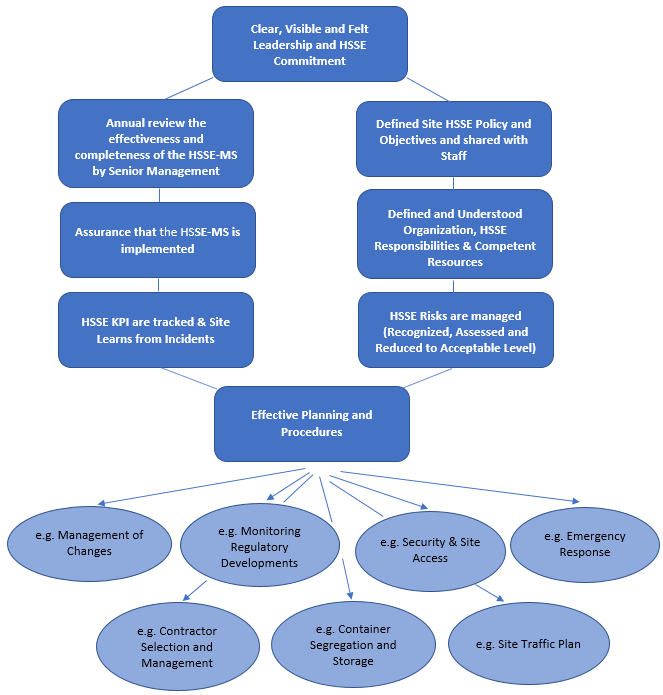 Clear, Visible and Felt
Leadership and HSSE
Commitment
Annual review the
effectiveness and
completeness of the HSSE-MS
by Senior Management
Defined Site HSSE Policy and
Objectives and shared with
Staff
Assurance that the HSSE-MS is
implemented
Defined and Understood
Organization, HSSE
Responsibilities & Competent
Resources
HSSE KPI are tracked & Site
Learns from Incidents
HSSE Risks are managed
(Recognized, Assessed and
Reduced to Acceptable Level)
Effective Planning and
Procedures
e.g. Management of
Changes
e.g. Monitoring
Regulatory
Developments
e.g. Security & Site
Access
e.g. Emergency
Response
e.g. Contractor
Selection and
Management
e.g. Container
Segregation and
Storage
e.g. Site Traffic Plan